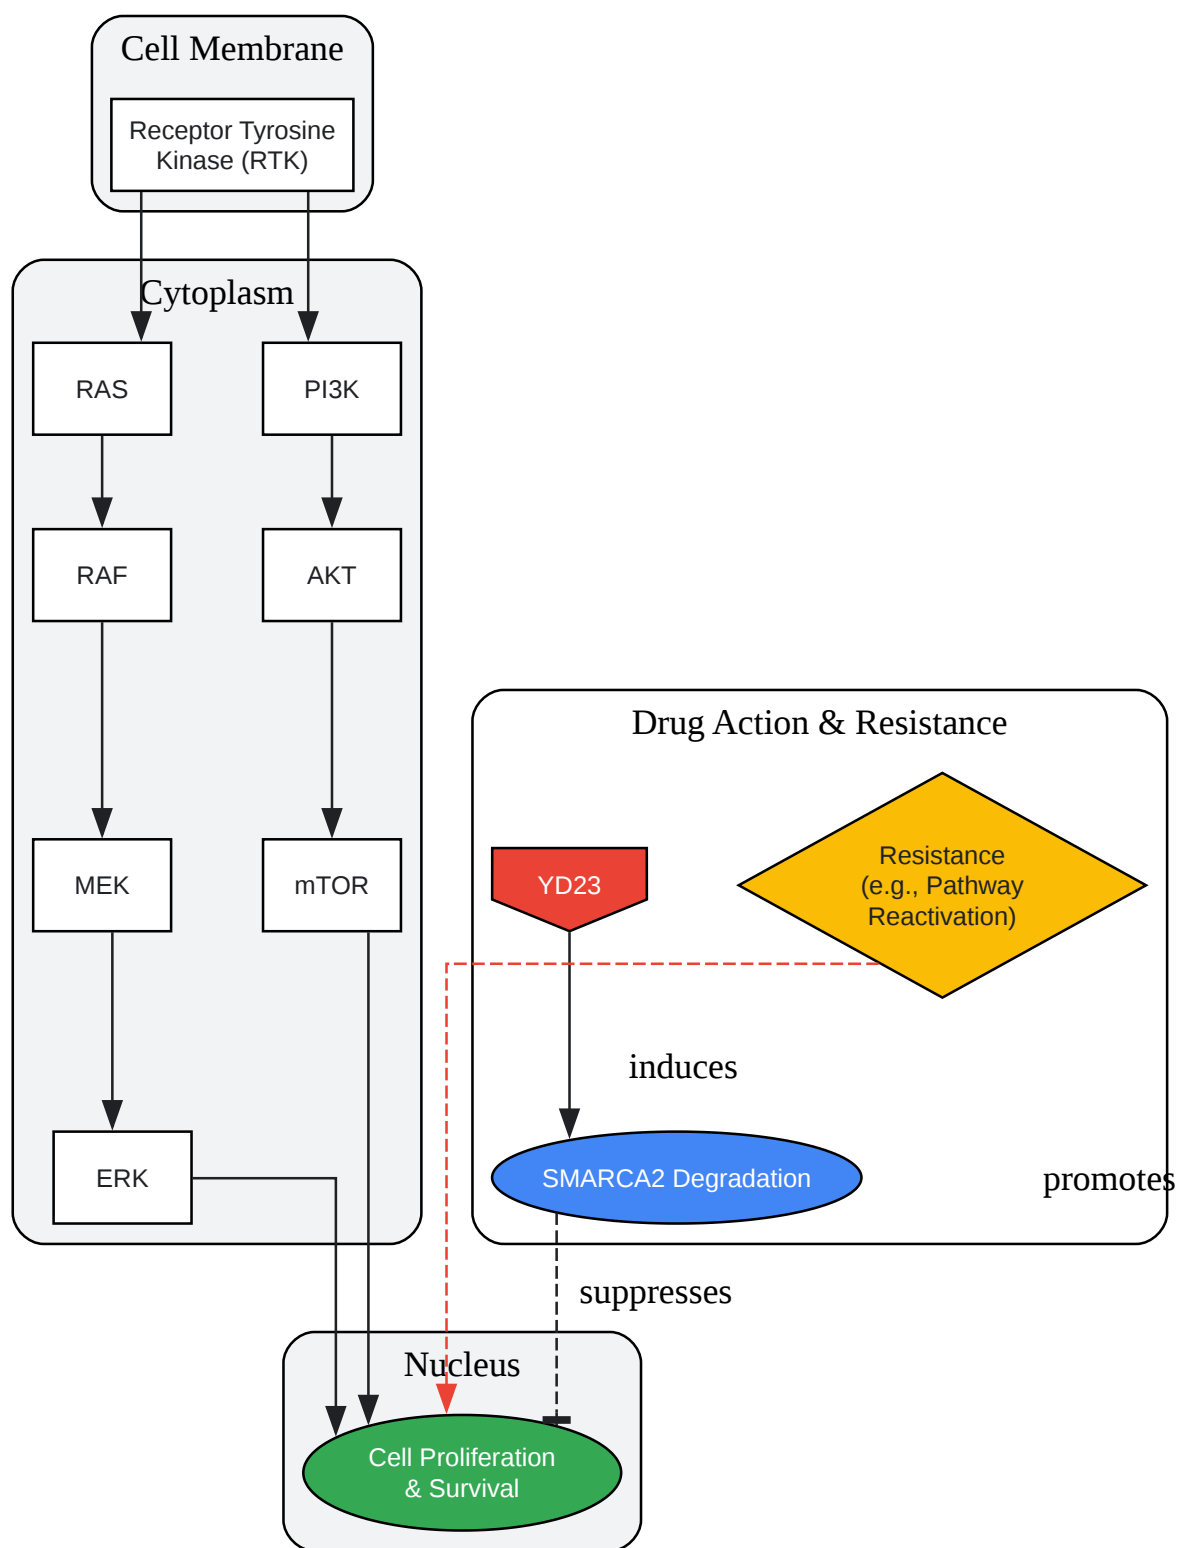 Cell Membrane
Receptor Tyrosine
Kinase (RTK)
Cytoplasm
RAS
PI3K
RAF
AKT
Drug Action & Resistance
MEK
mTOR
YD23
Resistance
(e.g., Pathway
Reactivation)
induces
ERK
SMARCA2 Degradation
promotes
suppresses
Nucleus
Cell Proliferation
& Survival